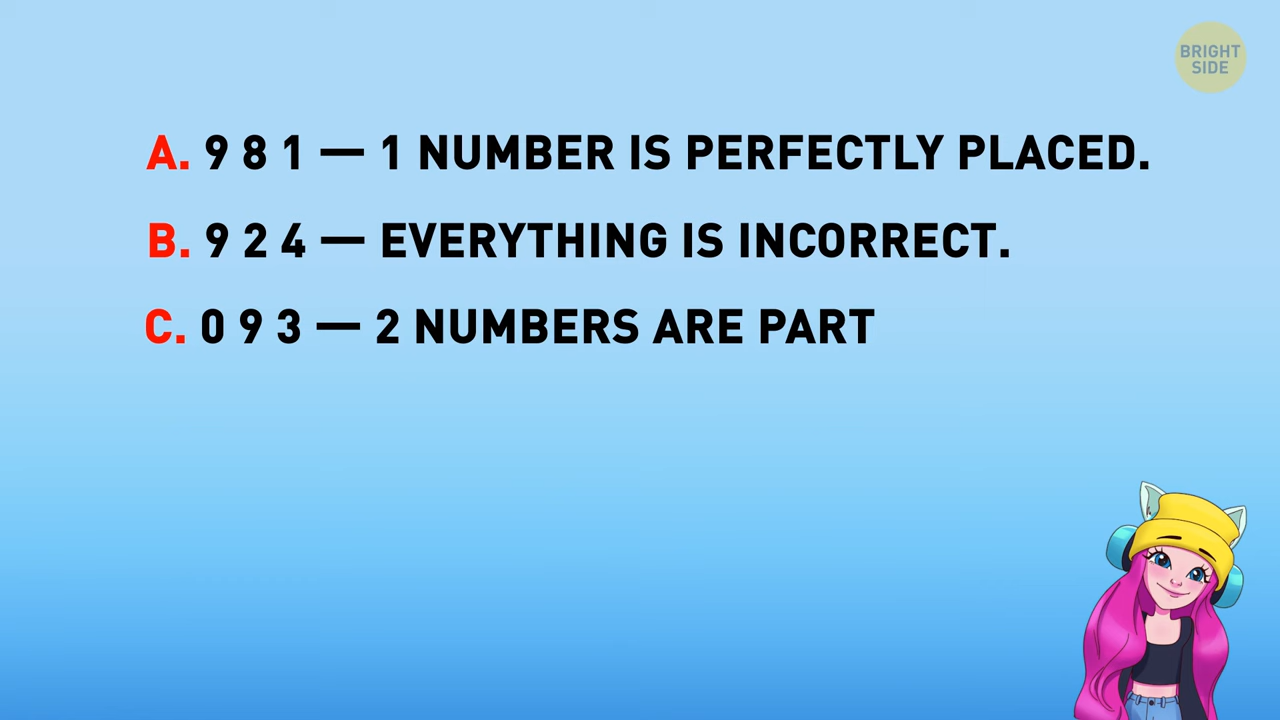 BRIGHT
SIDE
A. 9 8 1 — 1 NUMBER IS PERFECTLY PLACED.
B. 9 2 4 — EVERYTHING IS INCORRECT.
C. 0 9 3 — 2 NUMBERS ARE PART